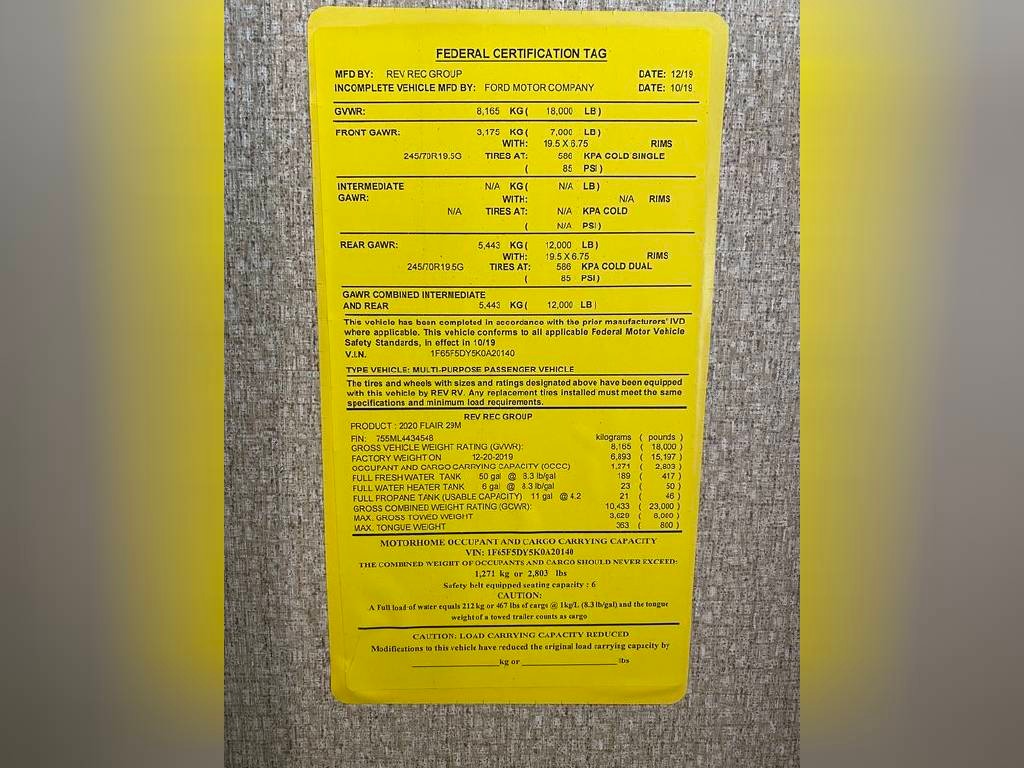 FEDERAL CERTIFICATION TAG
MFD BY: REV REC GROUP DATE: 12/19
INCOMPLETE VEHICLE MFD BY: FORD MOTOR COMPANY DATE: 10/19
GVWR: 8,165 KG ( 18,000 LB )
FRONT GAWR: 3,175 KG ( 7,000 LB )
WITH: 19.5 X 6.75 RIMS
245/70R19.5G TIRES AT: 586 KPA COLD SINGLE
( 85 PSI )
INTERMEDIATE N/A KG ( N/A LB )
GAWR: WITH: N/A RIMS
N/A TIRES AT: N/A KPA COLD
( N/A PSI )
REAR GAWR: 5,443 KG ( 12,000 LB )
WITH: 19.5 X 6.75 RIMS
245/70R19.5G TIRES AT: 586 KPA COLD DUAL
( 85 PSI )
GAWR COMBINED INTERMEDIATE
AND REAR 5,443 KG ( 12,000 LB )
This vehicle has been completed in accordance with the prior manufacturers' IVD
where applicable. This vehicle conforms to all applicable Federal Motor Vehicle
Safety Standards, in effect in 10/19
V.I.N. 1F65F5DY5K0A20140
TYPE VEHICLE: MULTI-PURPOSE PASSENGER VEHICLE
The tires and wheels with sizes and ratings designated above have been equipped
with this vehicle by REV RV. Any replacement tires installed must meet the same
specifications and minimum load requirements.
REV REC GROUP
PRODUCT : 2020 FLAIR 29M
FIN: 755ML4434548 kilograms ( pounds )
GROSS VEHICLE WEIGHT RATING (GVWR): 8,165 ( 18,000 )
FACTORY WEIGHT ON 12-20-2019 6,893 ( 15,197 )
OCCUPANT AND CARGO CARRYING CAPACITY (OCCC) 1,271 ( 2,803 )
FULL FRESH WATER TANK 50 gal @ 8.3 lb/gal 189 ( 417 )
FULL WATER HEATER TANK 6 gal @ 8.3 lb/gal 23 ( 50 )
FULL PROPANE TANK (USABLE CAPACITY) 11 gal @ 4.2 21 ( 46 )
GROSS COMBINED WEIGHT RATING (GCWR): 10,433 ( 23,000 )
MAX. GROSS TOWED WEIGHT 3,629 ( 8,000 )
MAX. TONGUE WEIGHT 363 ( 800 )
MOTORHOME OCCUPANT AND CARGO CARRYING CAPACITY
VIN: 1F65F5DY5K0A20140
THE COMBINED WEIGHT OF OCCUPANTS AND CARGO SHOULD NEVER EXCEED:
1,271 kg or 2,803 lbs
Safety belt equipped seating capacity : 6
CAUTION:
A Full load of water equals 212 kg or 467 lbs of cargo @ 1kg/L (8.3 lb/gal) and the tongue
weight of a towed trailer counts as cargo
CAUTION: LOAD CARRYING CAPACITY REDUCED
Modifications to this vehicle have reduced the original load carrying capacity by
______________kg or ________________lbs